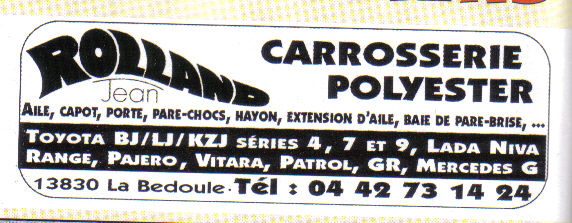 ROLLAND
Jean
CARROSSERIE
POLYESTER
AILE, CAPOT, PORTE, PARE-CHOCS, HAYON, EXTENSION D'AILE, BAIE DE PARE-BRISE, ...
TOYOTA BJ/LJ/KZJ SÉRIES 4, 7 ET 9, LADA NIVA
RANGE, PAJERO, VITARA, PATROL, GR, MERCEDES G
13830 La Bedoule · Tél : 04 42 73 14 24